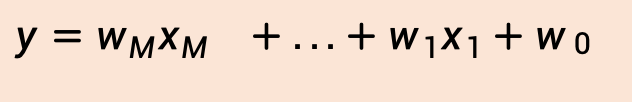 y = w_M x_M + ... + w_1 x_1 + w_0